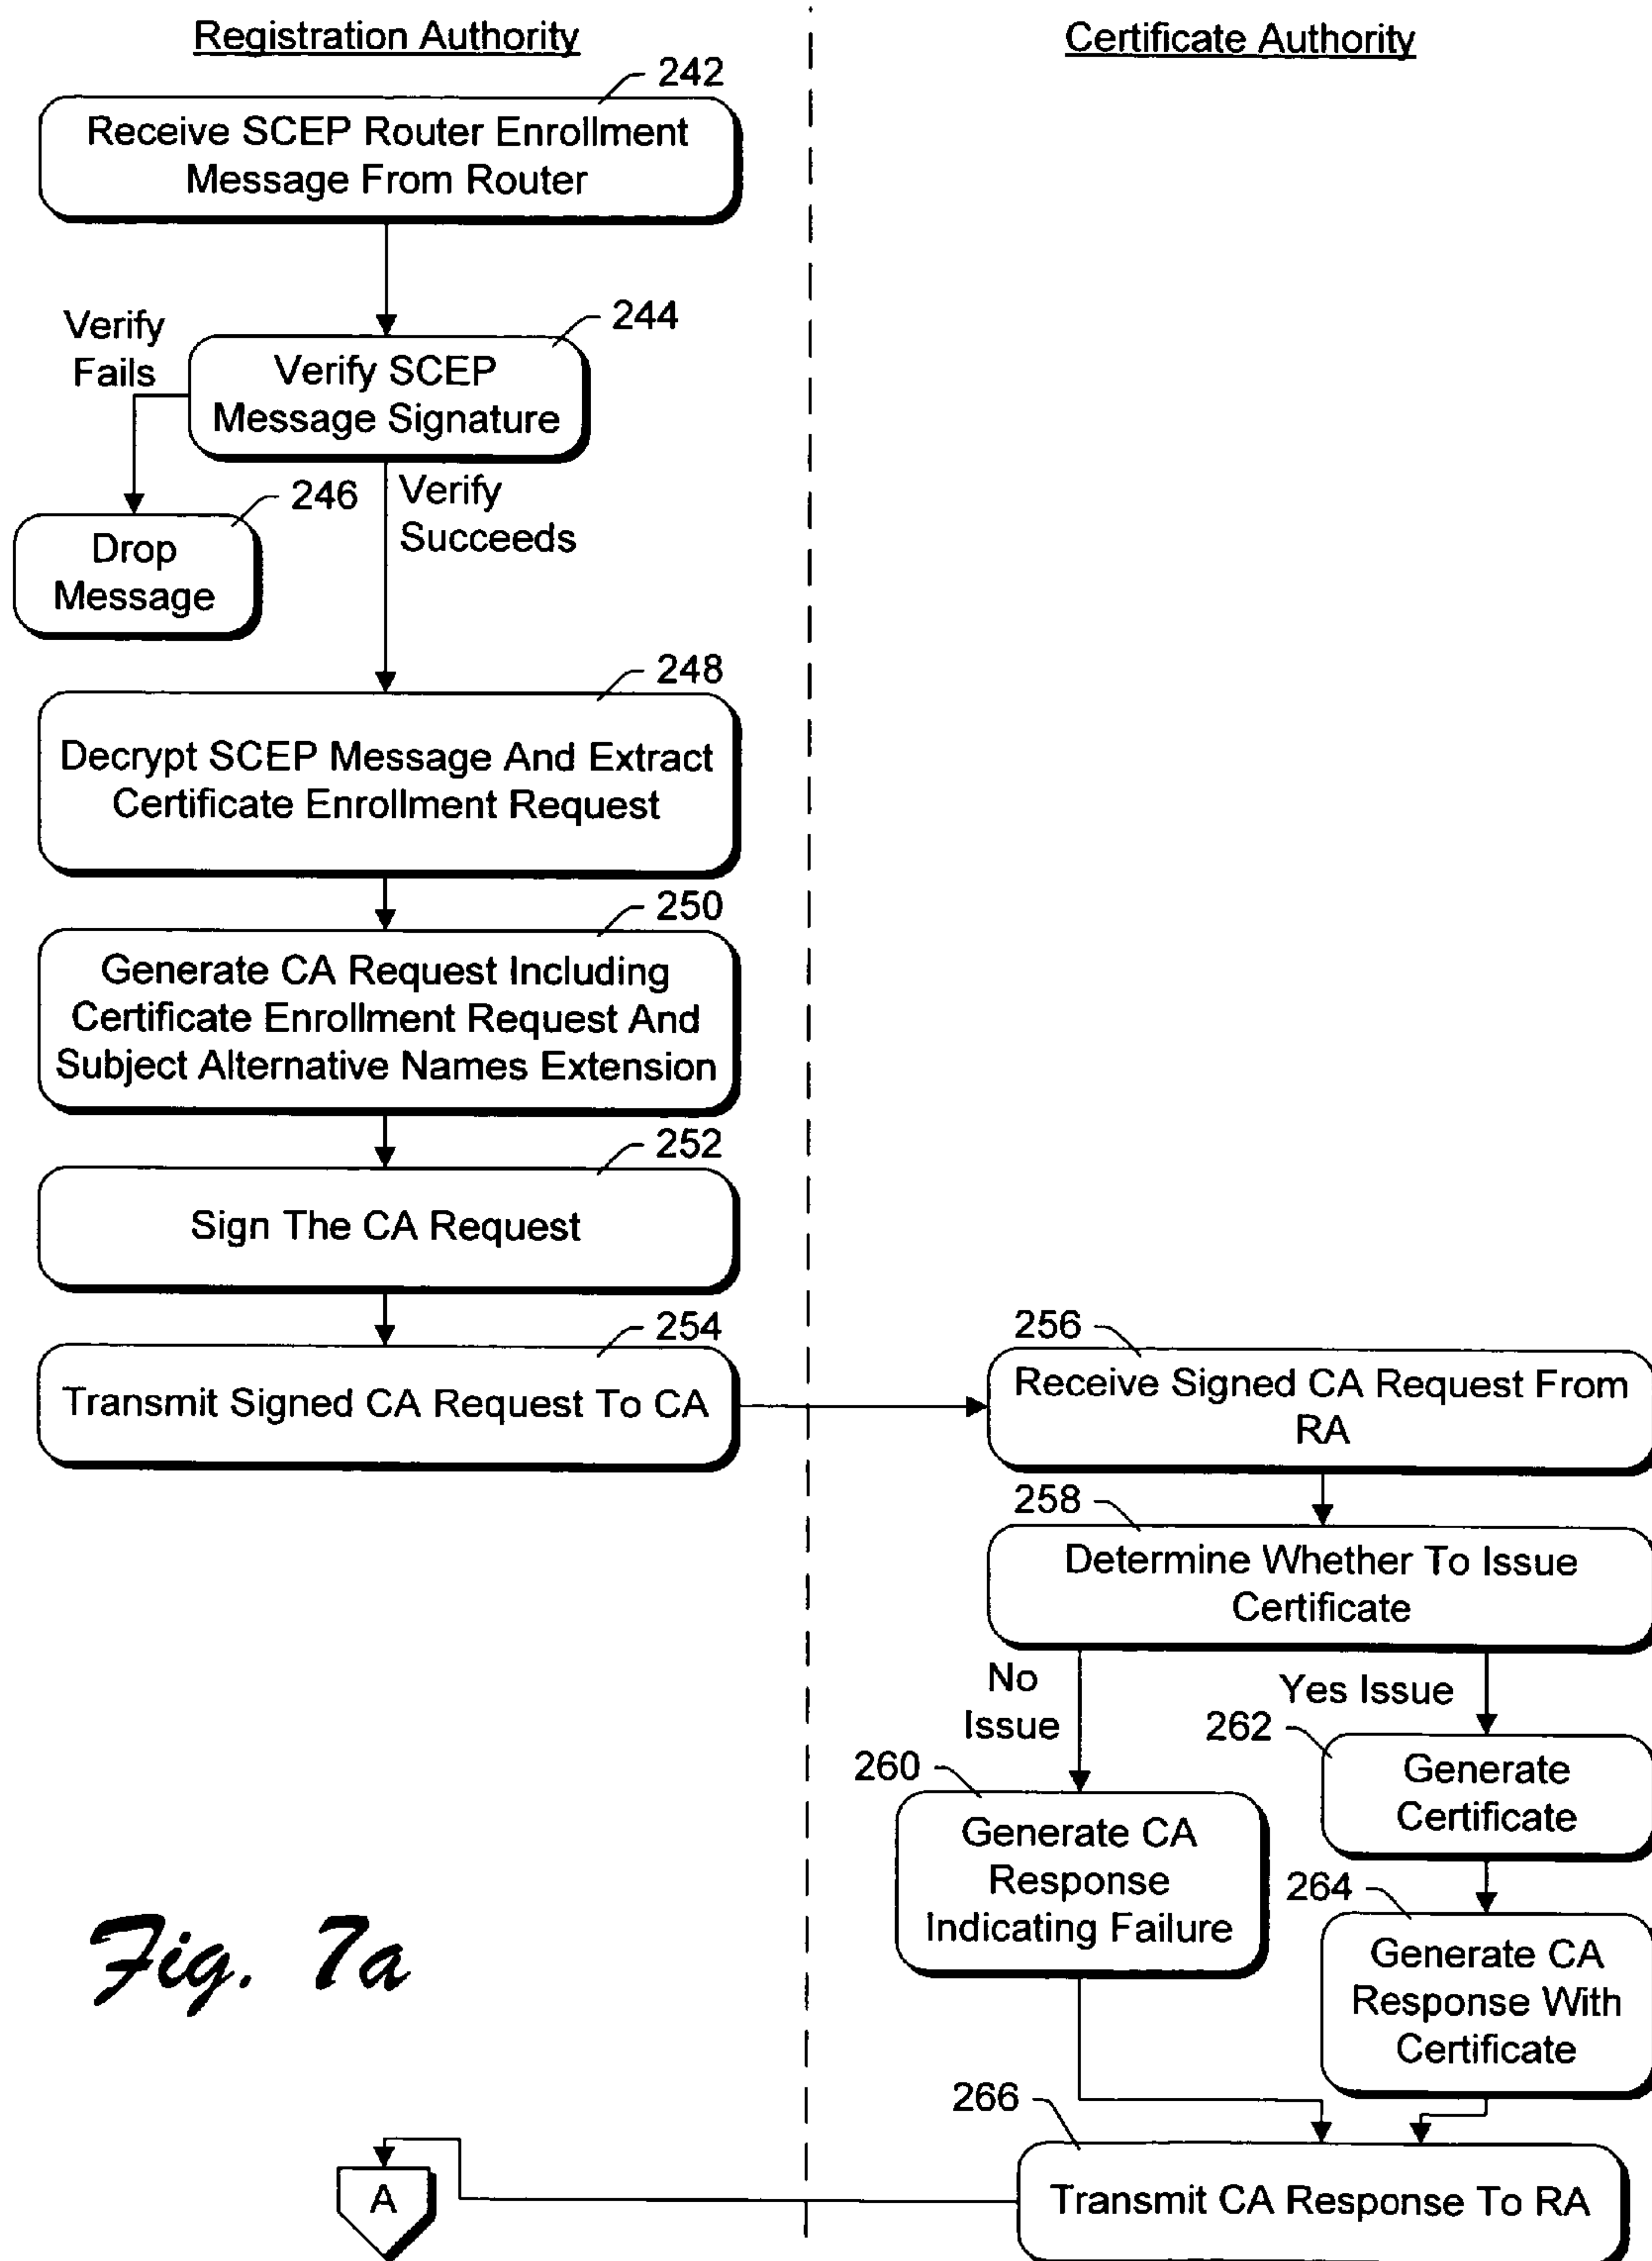 Registration Authority
Certificate Authority
242
Receive SCEP Router Enrollment
Message From Router
Verify
Fails
244
Verify SCEP
Message Signature
246
Verify
Succeeds
Drop
Message
248
Decrypt SCEP Message And Extract
Certificate Enrollment Request
250
Generate CA Request Including
Certificate Enrollment Request And
Subject Alternative Names Extension
252
Sign The CA Request
254
Transmit Signed CA Request To CA
256
Receive Signed CA Request From
RA
258
Determine Whether To Issue
Certificate
No
Issue
Yes Issue
260
Generate CA
Response
Indicating Failure
262
Generate
Certificate
264
Generate CA
Response With
Certificate
266
Transmit CA Response To RA
A
Fig. 7a